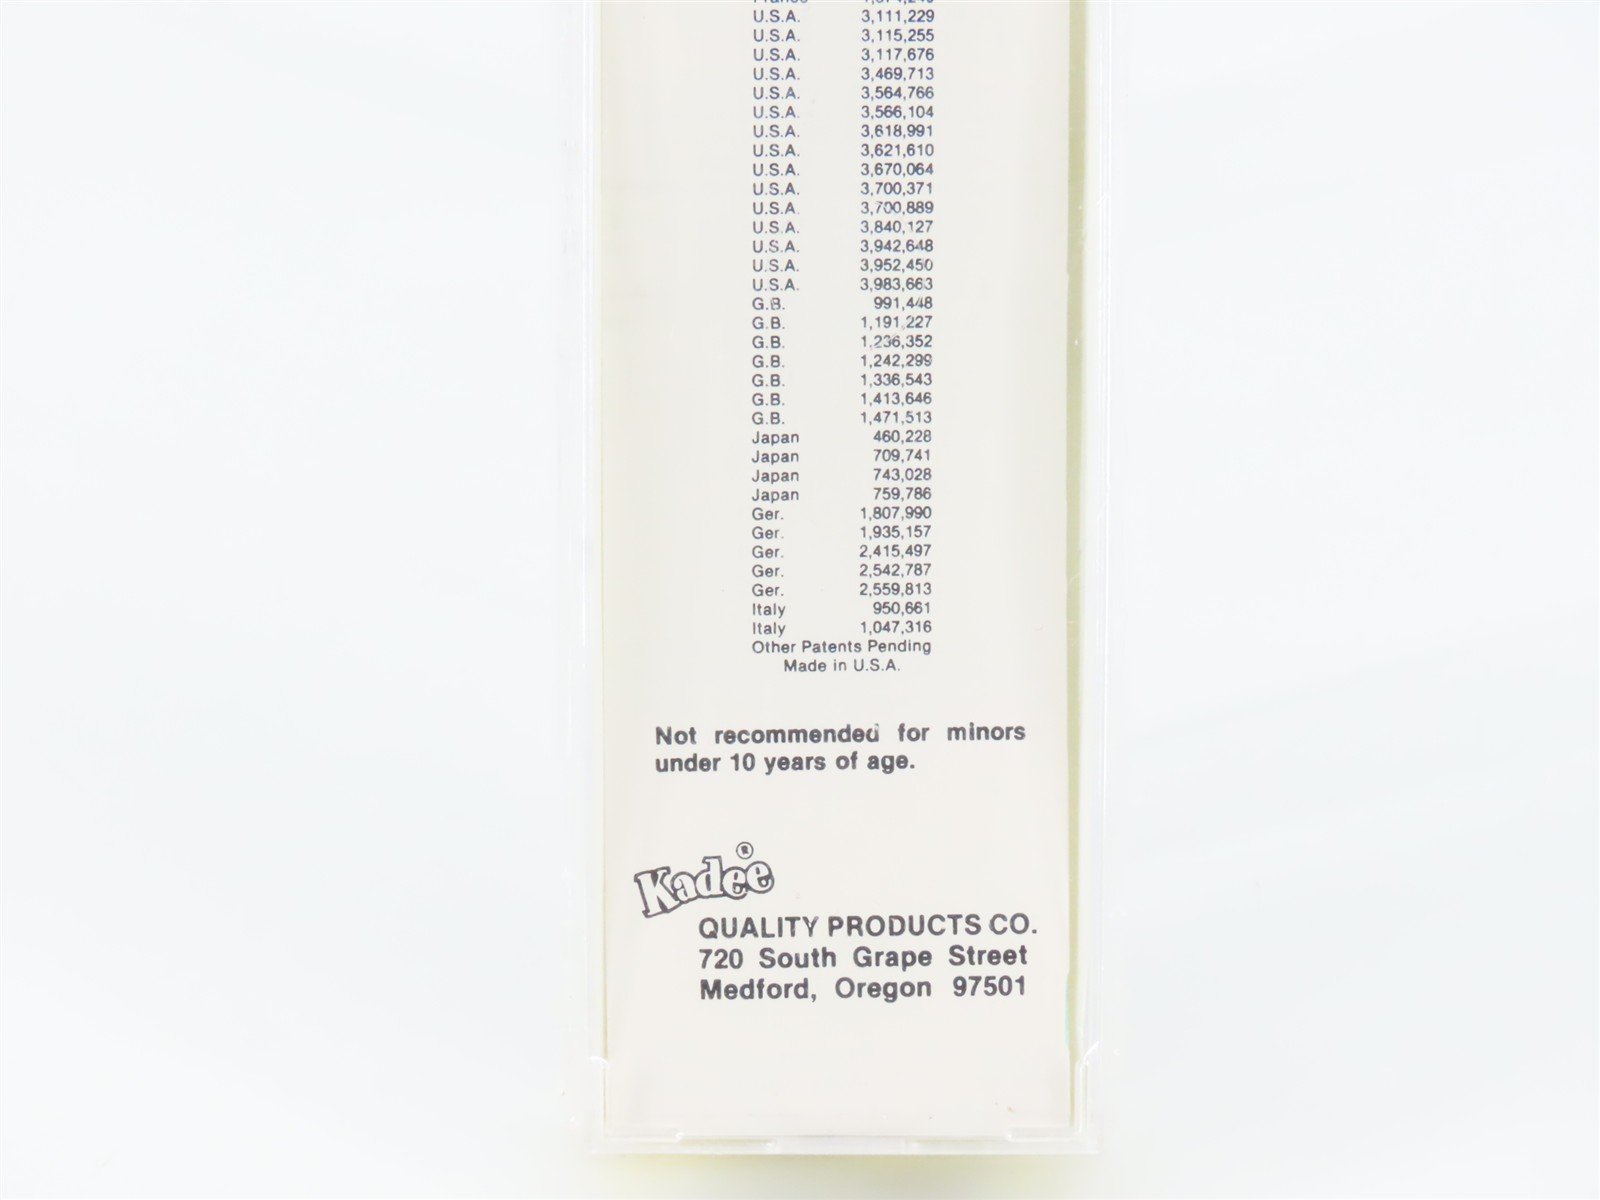 U.S.A. 3,111,229
U.S.A. 3,115,255
U.S.A. 3,117,676
U.S.A. 3,469,713
U.S.A. 3,564,766
U.S.A. 3,566,104
U.S.A. 3,618,991
U.S.A. 3,621,610
U.S.A. 3,670,064
U.S.A. 3,700,371
U.S.A. 3,700,889
U.S.A. 3,840,127
U.S.A. 3,942,648
U.S.A. 3,952,450
U.S.A. 3,983,663
G.B. 991,448
G.B. 1,191,227
G.B. 1,236,352
G.B. 1,242,299
G.B. 1,336,543
G.B. 1,413,646
G.B. 1,471,513
Japan 460,228
Japan 709,741
Japan 743,028
Japan 759,786
Ger. 1,807,990
Ger. 1,935,157
Ger. 2,415,497
Ger. 2,542,787
Ger. 2,559,813
Italy 950,661
Italy 1,047,316
Other Patents Pending
Made in U.S.A.
Not recommended for minors
under 10 years of age.
Kadee ®
QUALITY PRODUCTS CO.
720 South Grape Street
Medford, Oregon 97501